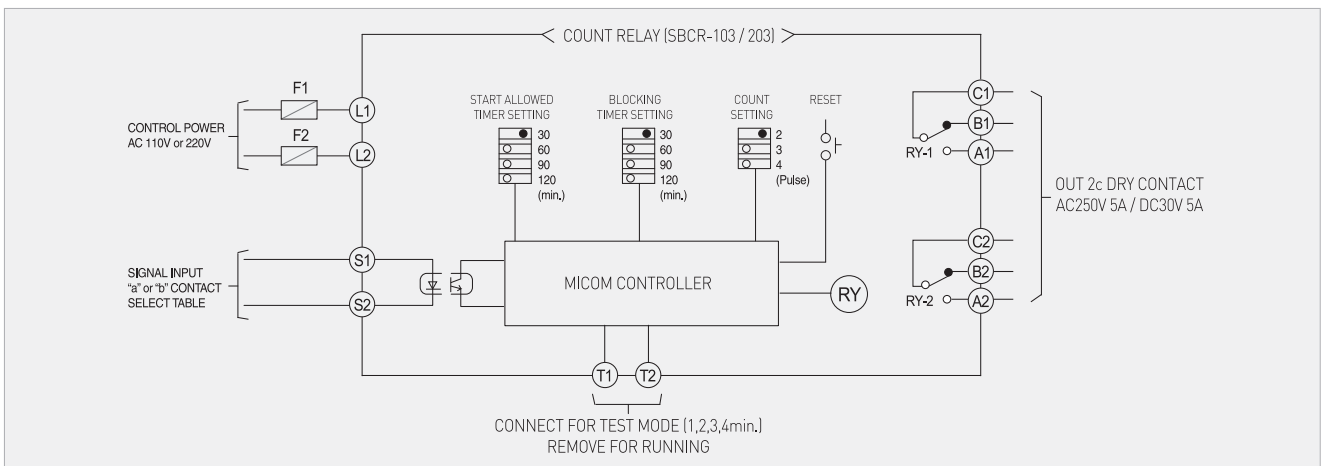 COUNT RELAY (SBCR-103 / 203)
F1
L1
CONTROL POWER
AC 110V or 220V
F2
L2
START ALLOWED
TIMER SETTING
30
60
90
120
(min.)
BLOCKING
TIMER SETTING
30
60
90
120
(min.)
COUNT
SETTING
2
3
4
(Pulse)
RESET
C1
B1
RY-1
A1
OUT 2c DRY CONTACT
AC250V 5A / DC30V 5A
C2
B2
RY-2
A2
SIGNAL INPUT
"a" or "b" CONTACT
SELECT TABLE
S1
S2
MICOM CONTROLLER
RY
T1
T2
CONNECT FOR TEST MODE (1,2,3,4min.)
REMOVE FOR RUNNING